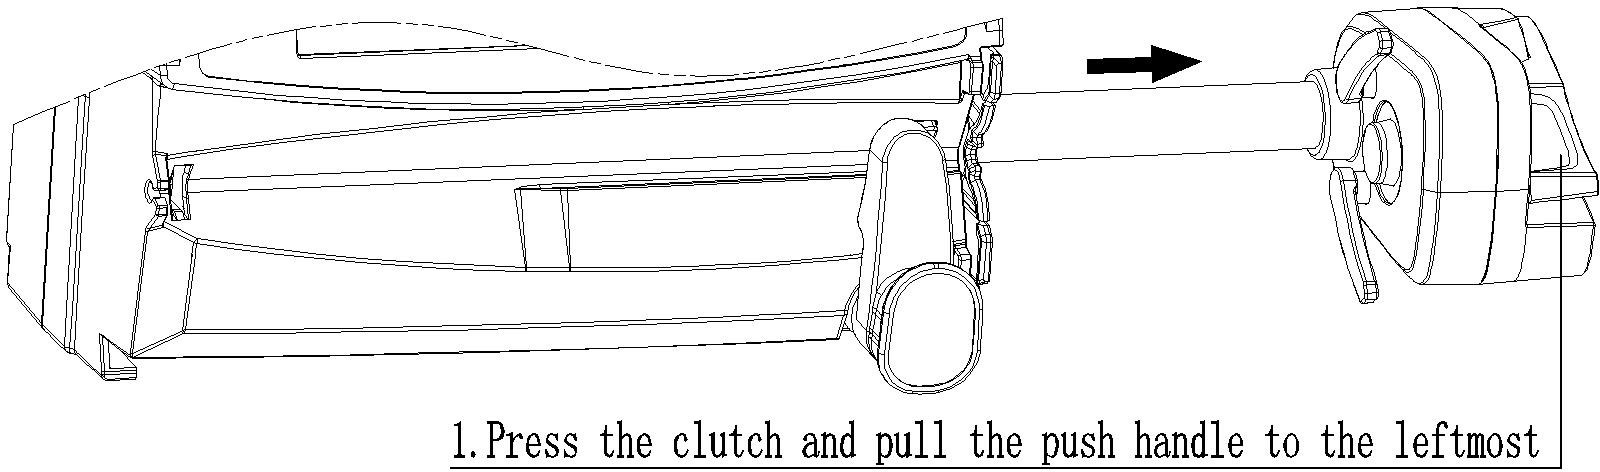 1.Press the clutch and pull the push handle to the leftmost